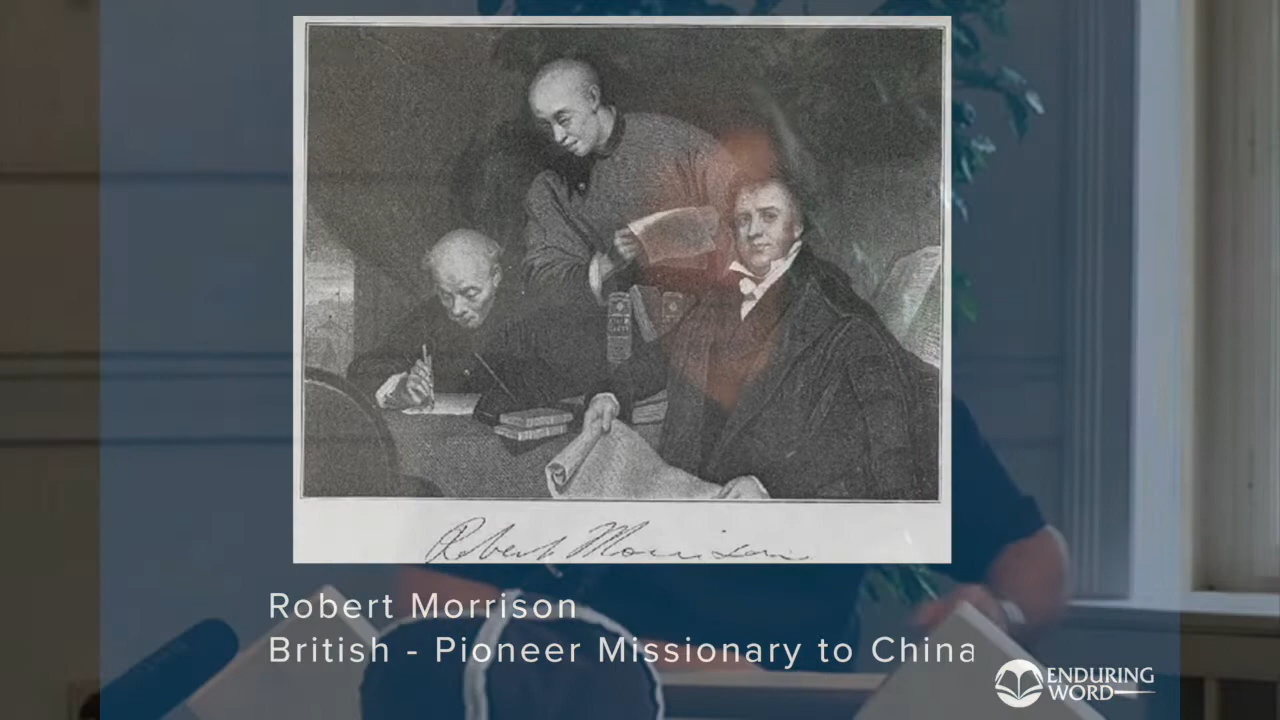 Robert Morrison
Robert Morrison
British - Pioneer Missionary to China
ENDURING
WORD